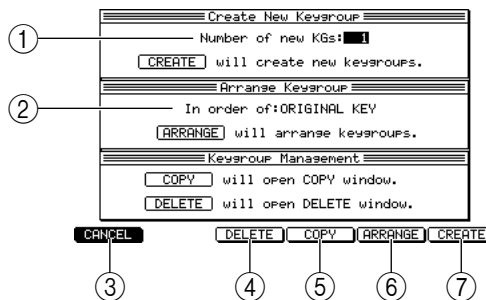 Create New Keygroup
① Number of new KGs: 1
CREATE will create new keygroups.
Arrange Keygroup
② In order of:ORIGINAL KEY
ARRANGE will arrange keygroups.
Keygroup Management
COPY will open COPY window.
DELETE will open DELETE window.
CANCEL DELETE COPY ARRANGE CREATE
③ ④ ⑤ ⑥ ⑦